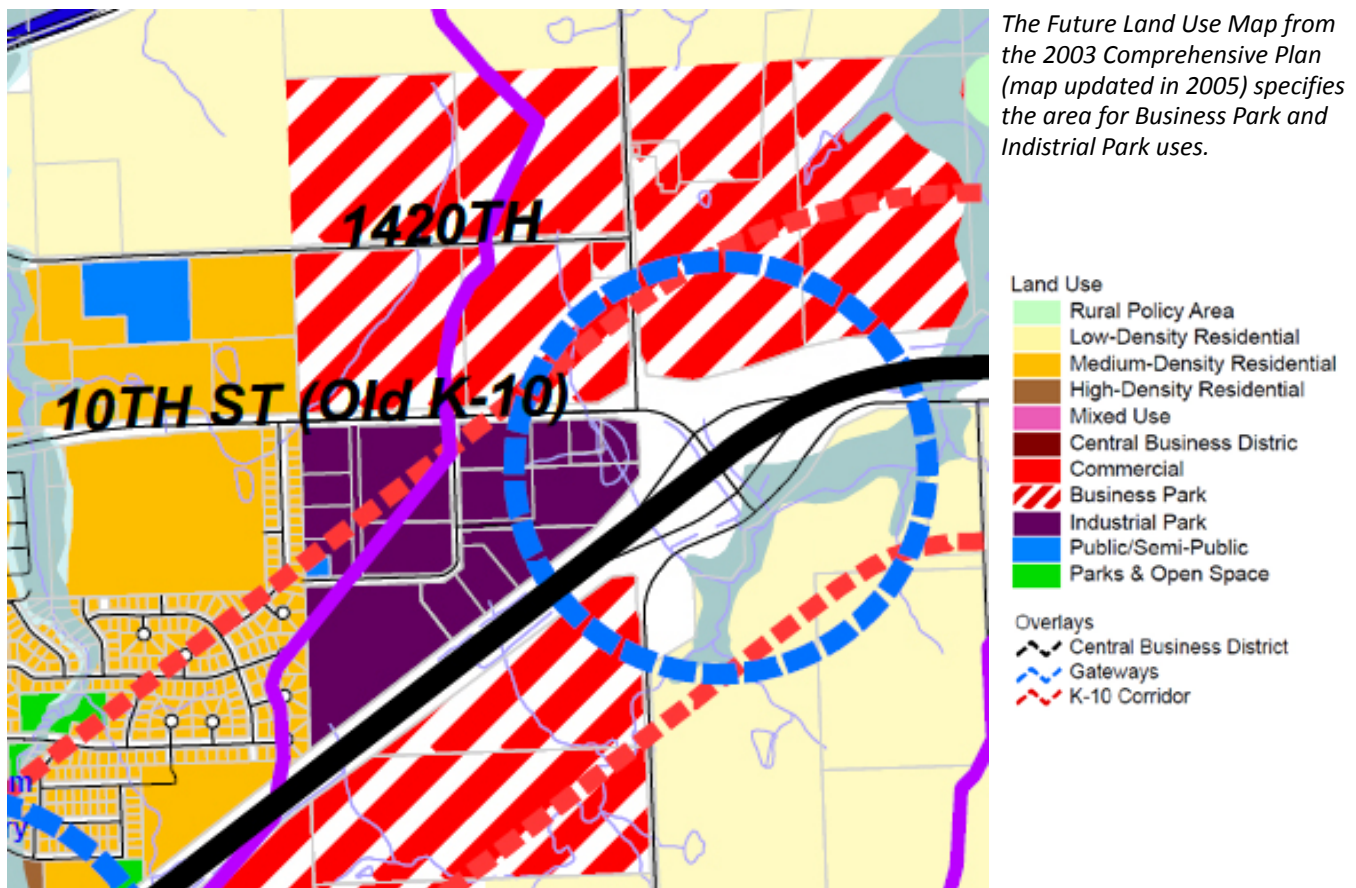 The Future Land Use Map from
the 2003 Comprehensive Plan
(map updated in 2005) specifies
the area for Business Park and
Indistrial Park uses.
1420TH
10TH ST (Old K-10)
Land Use
Rural Policy Area
Low-Density Residential
Medium-Density Residential
High-Density Residential
Mixed Use
Central Business Distric
Commercial
Business Park
Industrial Park
Public/Semi-Public
Parks & Open Space
Overlays
Central Business District
Gateways
K-10 Corridor